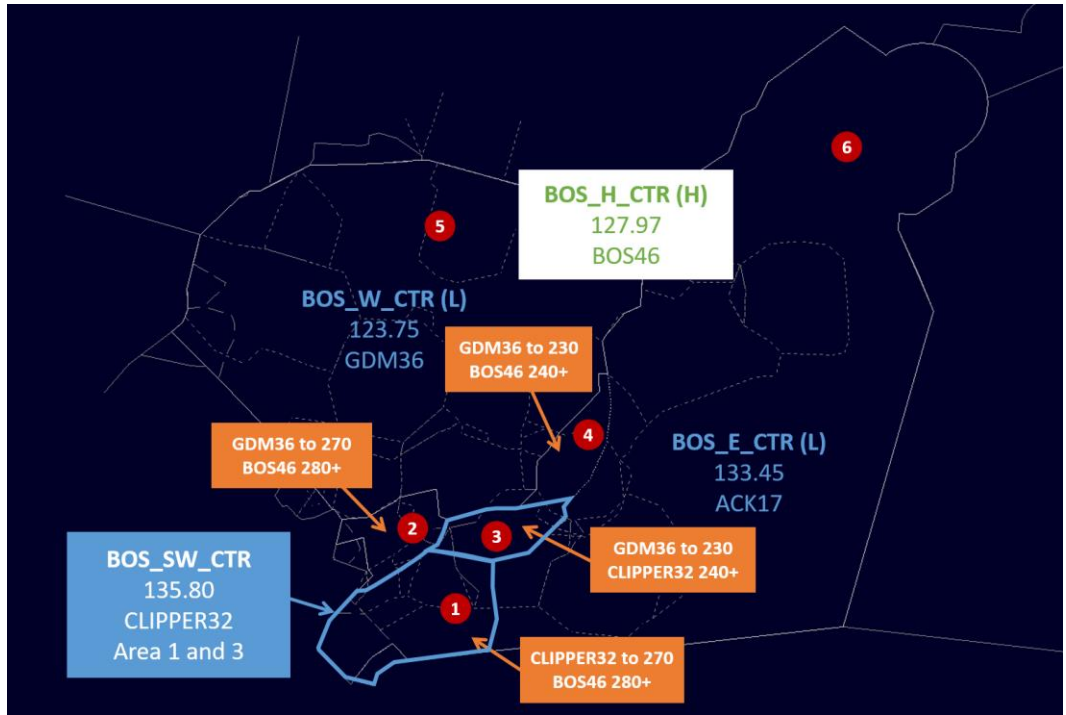 6
BOS_H_CTR (H)
127.97
BOS46
5
BOS_W_CTR (L)
123.75
GDM36
GDM36 to 230
BOS46 240+
4
BOS_E_CTR (L)
133.45
ACK17
GDM36 to 270
BOS46 280+
2
3
GDM36 to 230
CLIPPER32 240+
BOS_SW_CTR
135.80
CLIPPER32
Area 1 and 3
1
CLIPPER32 to 270
BOS46 280+